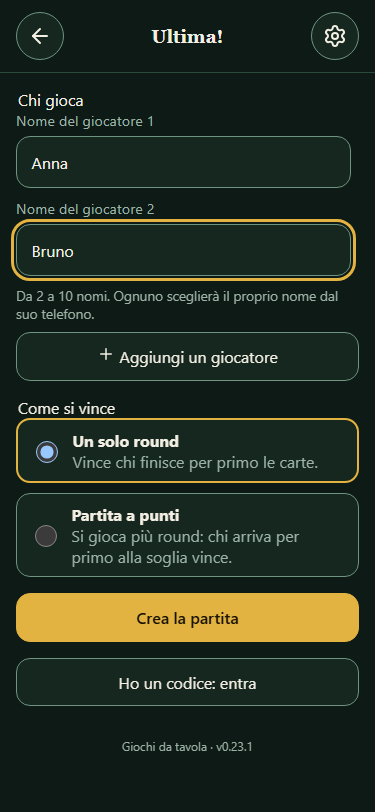 Ultima!
Chi gioca
Nome del giocatore 1
Anna
Nome del giocatore 2
Bruno
Da 2 a 10 nomi. Ognuno sceglierà il proprio nome dal
suo telefono.
+ Aggiungi un giocatore
Come si vince
Un solo round
Vince chi finisce per primo le carte.
Partita a punti
Si gioca più round: chi arriva per
primo alla soglia vince.
Crea la partita
Ho un codice: entra
Giochi da tavola · v0.23.1